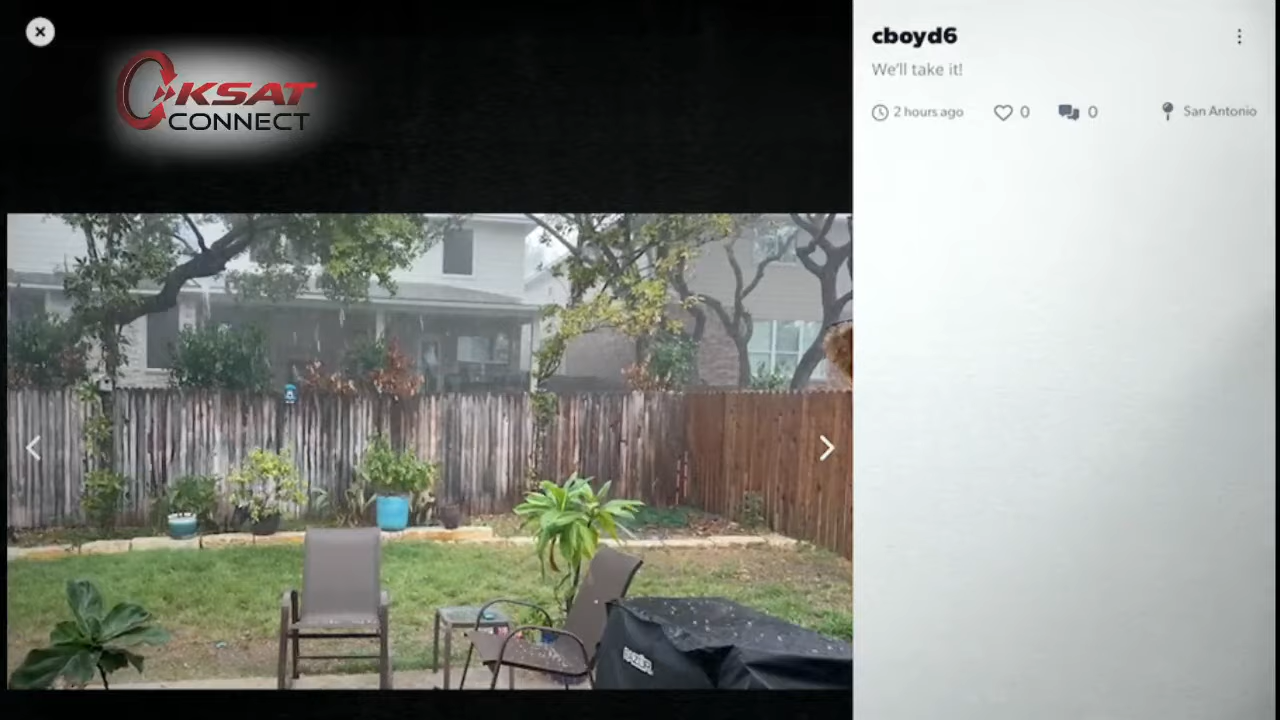 KSAT
CONNECT
cboyd6
We'll take it!
2 hours ago
0
0
San Antonio